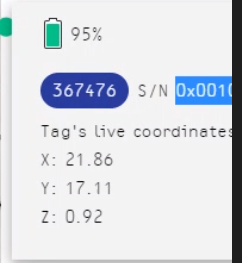 95%
367476 S/N 0x0010
Tag's live coordinates
X: 21.86
Y: 17.11
Z: 0.92